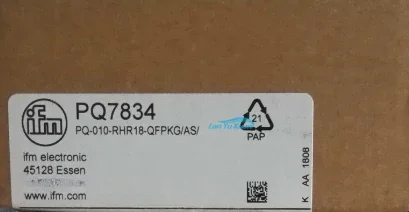 ifm
PQ7834
PQ-010-RHR18-QFPKG/AS/
21
PAP
ifm electronic
45128 Essen
www.ifm.com
K AA 1808